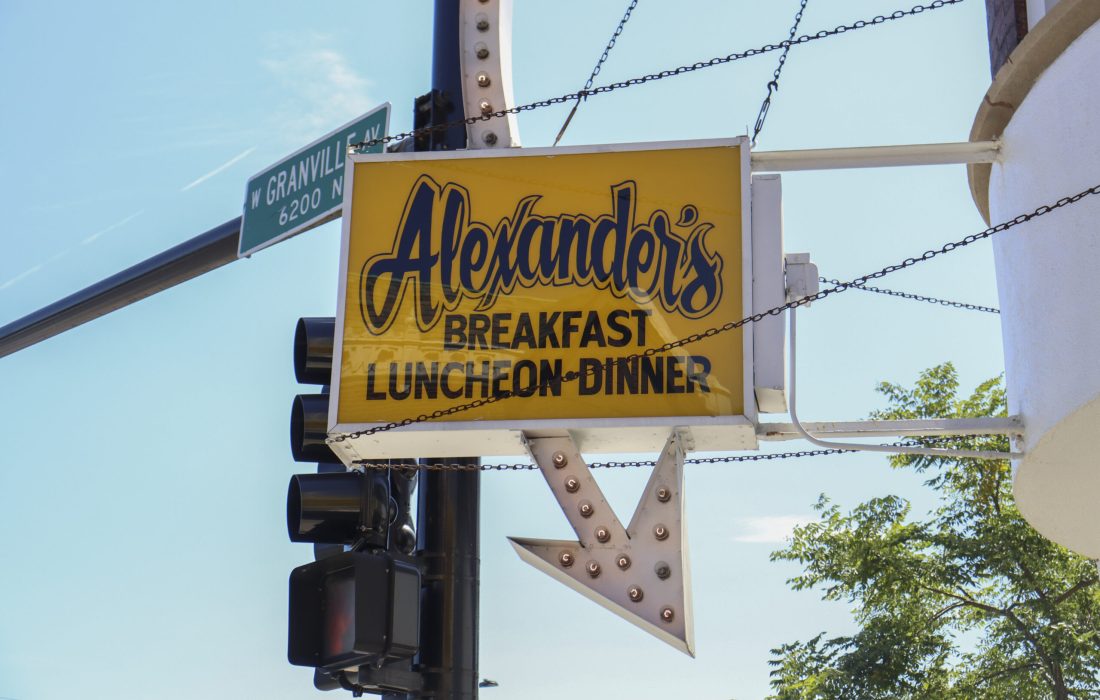 W GRANVILLE AV
6200 N
Alexander's
BREAKFAST
LUNCHEON-DINNER